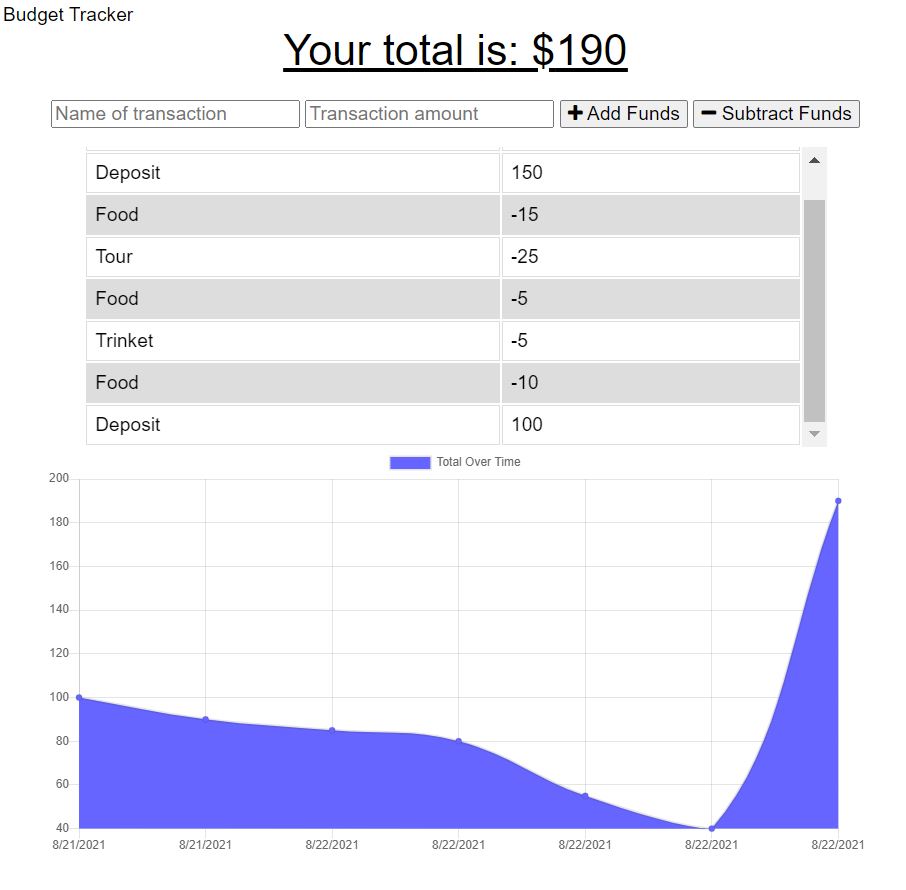 Budget Tracker
Your total is: $190
Name of transaction Transaction amount + Add Funds − Subtract Funds
Deposit 150
Food -15
Tour -25
Food -5
Trinket -5
Food -10
Deposit 100
Total Over Time
200
180
160
140
120
100
80
60
40
8/21/2021 8/21/2021 8/22/2021 8/22/2021 8/22/2021 8/22/2021 8/22/2021